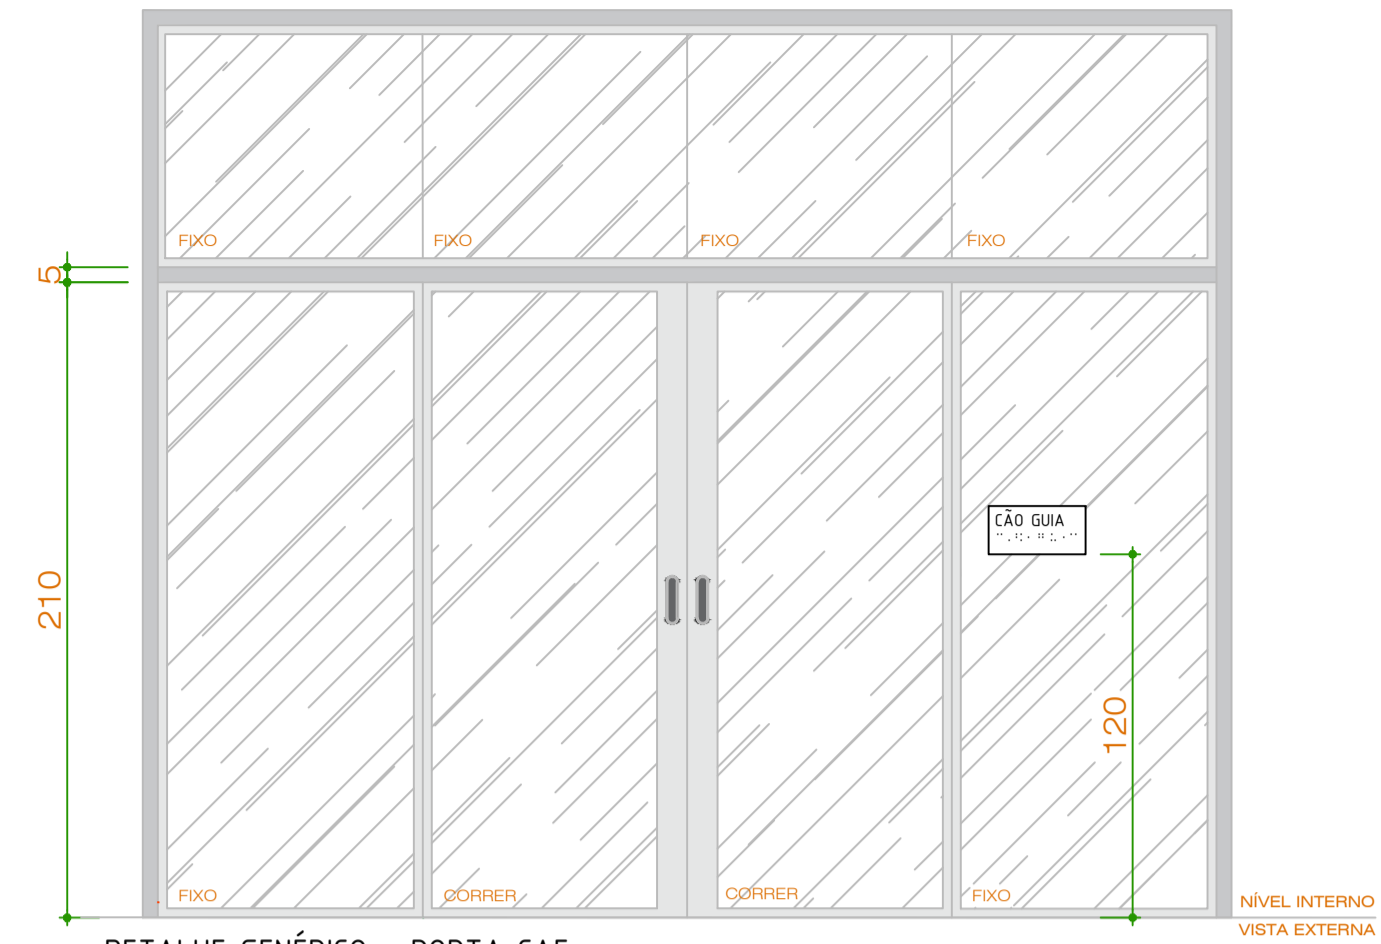 FIXO FIXO FIXO FIXO
5
210
CÃO GUIA
120
FIXO CORRER CORRER FIXO
NÍVEL INTERNO
VISTA EXTERNA